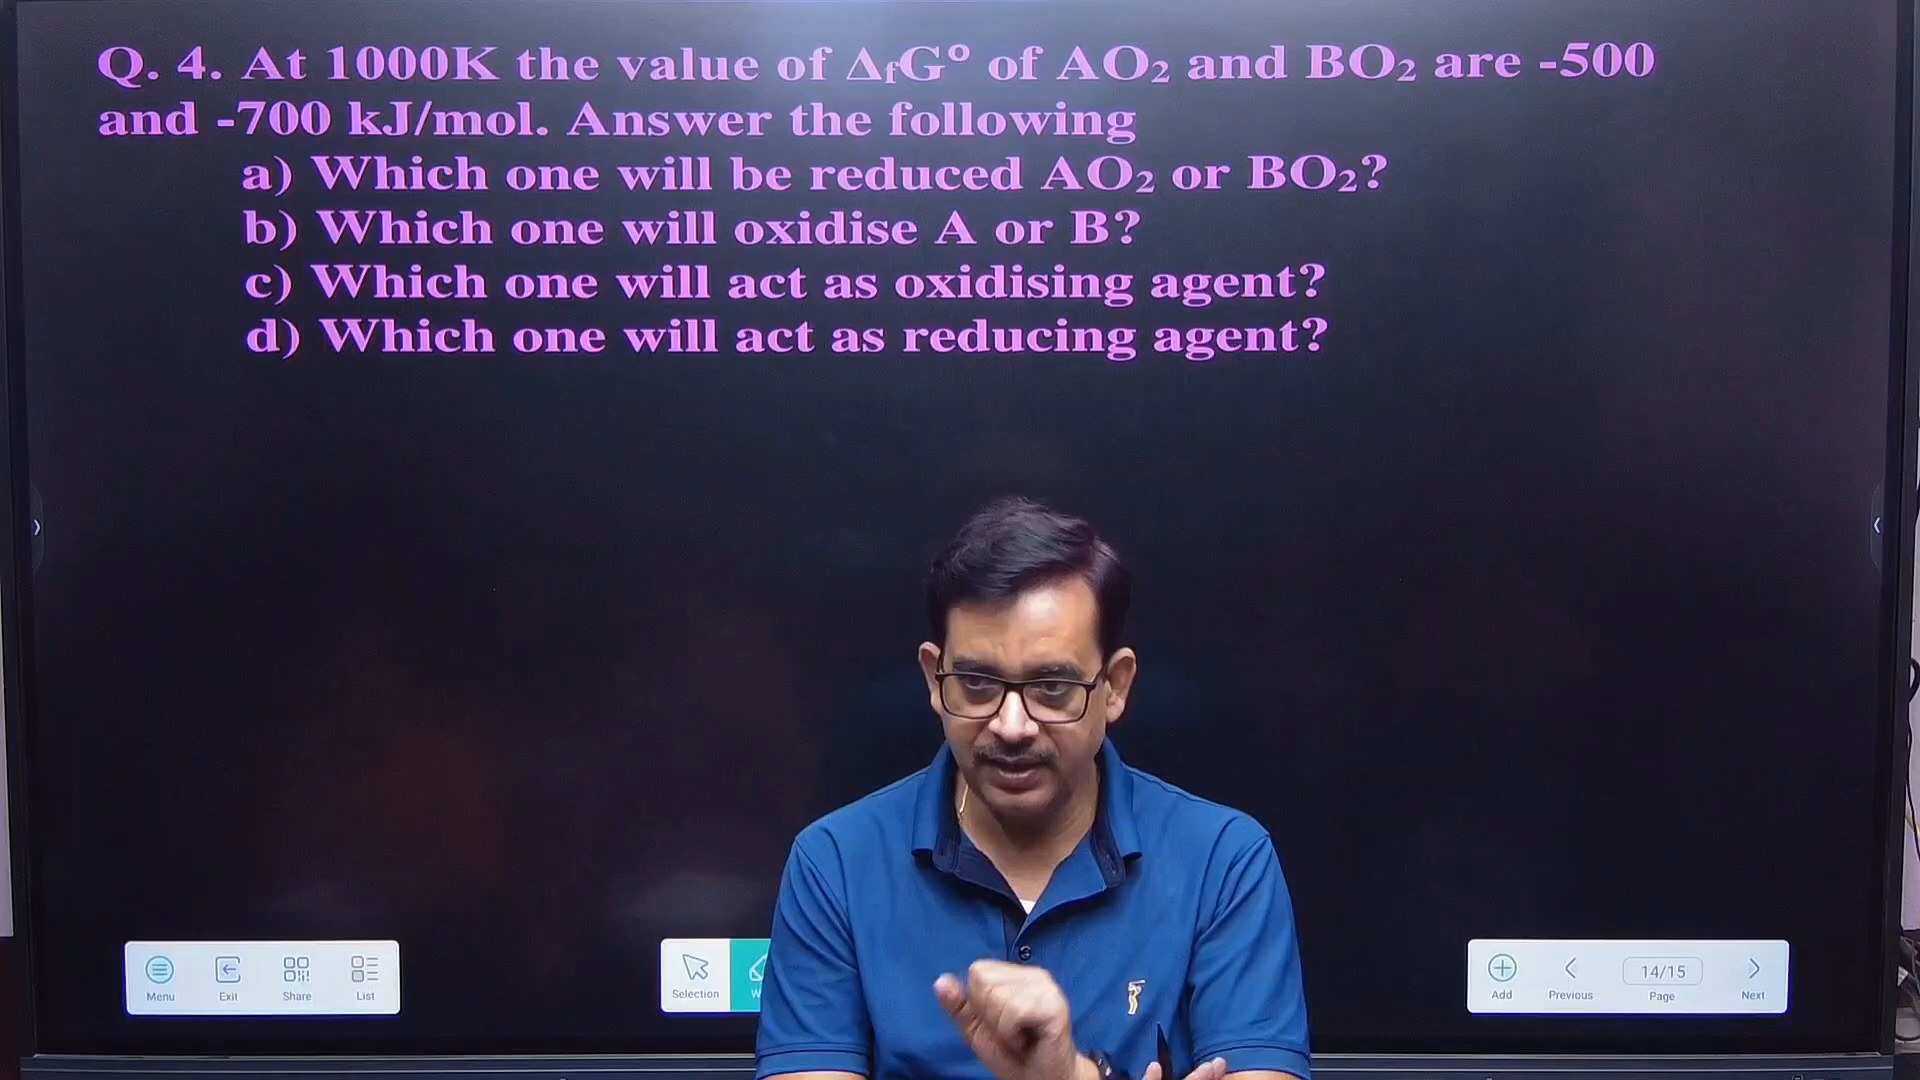 Q. 4. At 1000K the value of ΔfG° of AO₂ and BO₂ are -500
and -700 kJ/mol. Answer the following
a) Which one will be reduced AO₂ or BO₂?
b) Which one will oxidise A or B?
c) Which one will act as oxidising agent?
d) Which one will act as reducing agent?
Menu
Exit
Share
List
Selection
Add
Previous
14/15
Page
Next